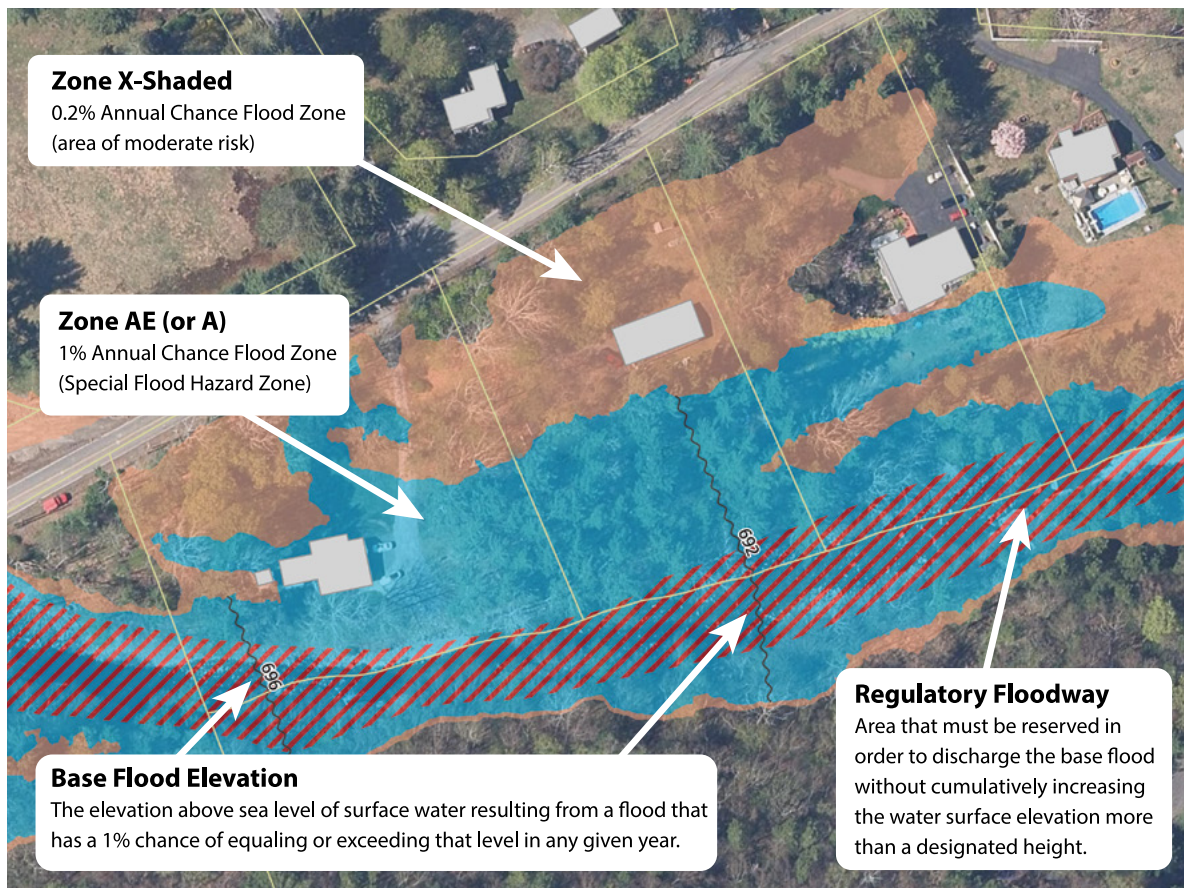 Zone X-Shaded
0.2% Annual Chance Flood Zone
(area of moderate risk)
Zone AE (or A)
1% Annual Chance Flood Zone
(Special Flood Hazard Zone)
692
696
Base Flood Elevation
The elevation above sea level of surface water resulting from a flood that
has a 1% chance of equaling or exceeding that level in any given year.
Regulatory Floodway
Area that must be reserved in
order to discharge the base flood
without cumulatively increasing
the water surface elevation more
than a designated height.